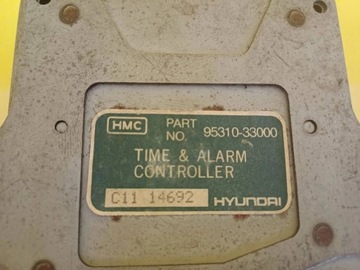 HMC PART NO. 95310-33000
TIME & ALARM
CONTROLLER
C11 14692 HYUNDAI